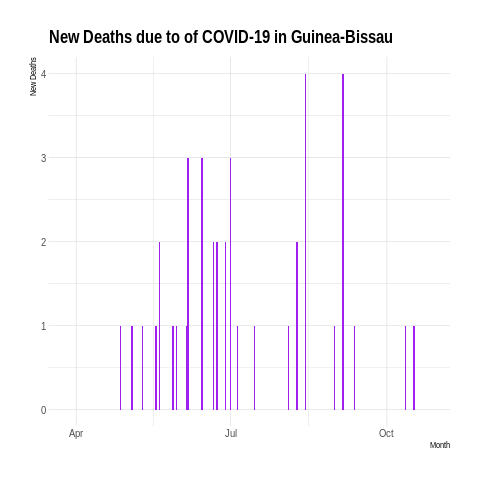 New Deaths due to of COVID-19 in Guinea-Bissau
New Deaths
4
3
2
1
0
Apr
Jul
Oct
Month